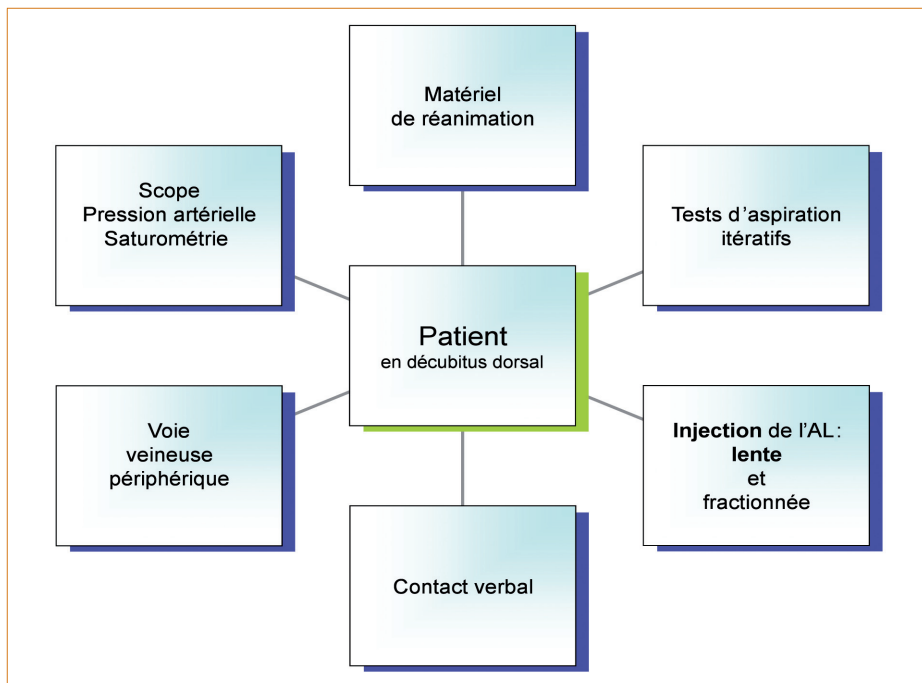 Matériel
de réanimation
Scope
Pression artérielle
Saturométrie
Tests d'aspiration
itératifs
Patient
en décubitus dorsal
Voie
veineuse
périphérique
Injection de l'AL:
lente
et
fractionnée
Contact verbal